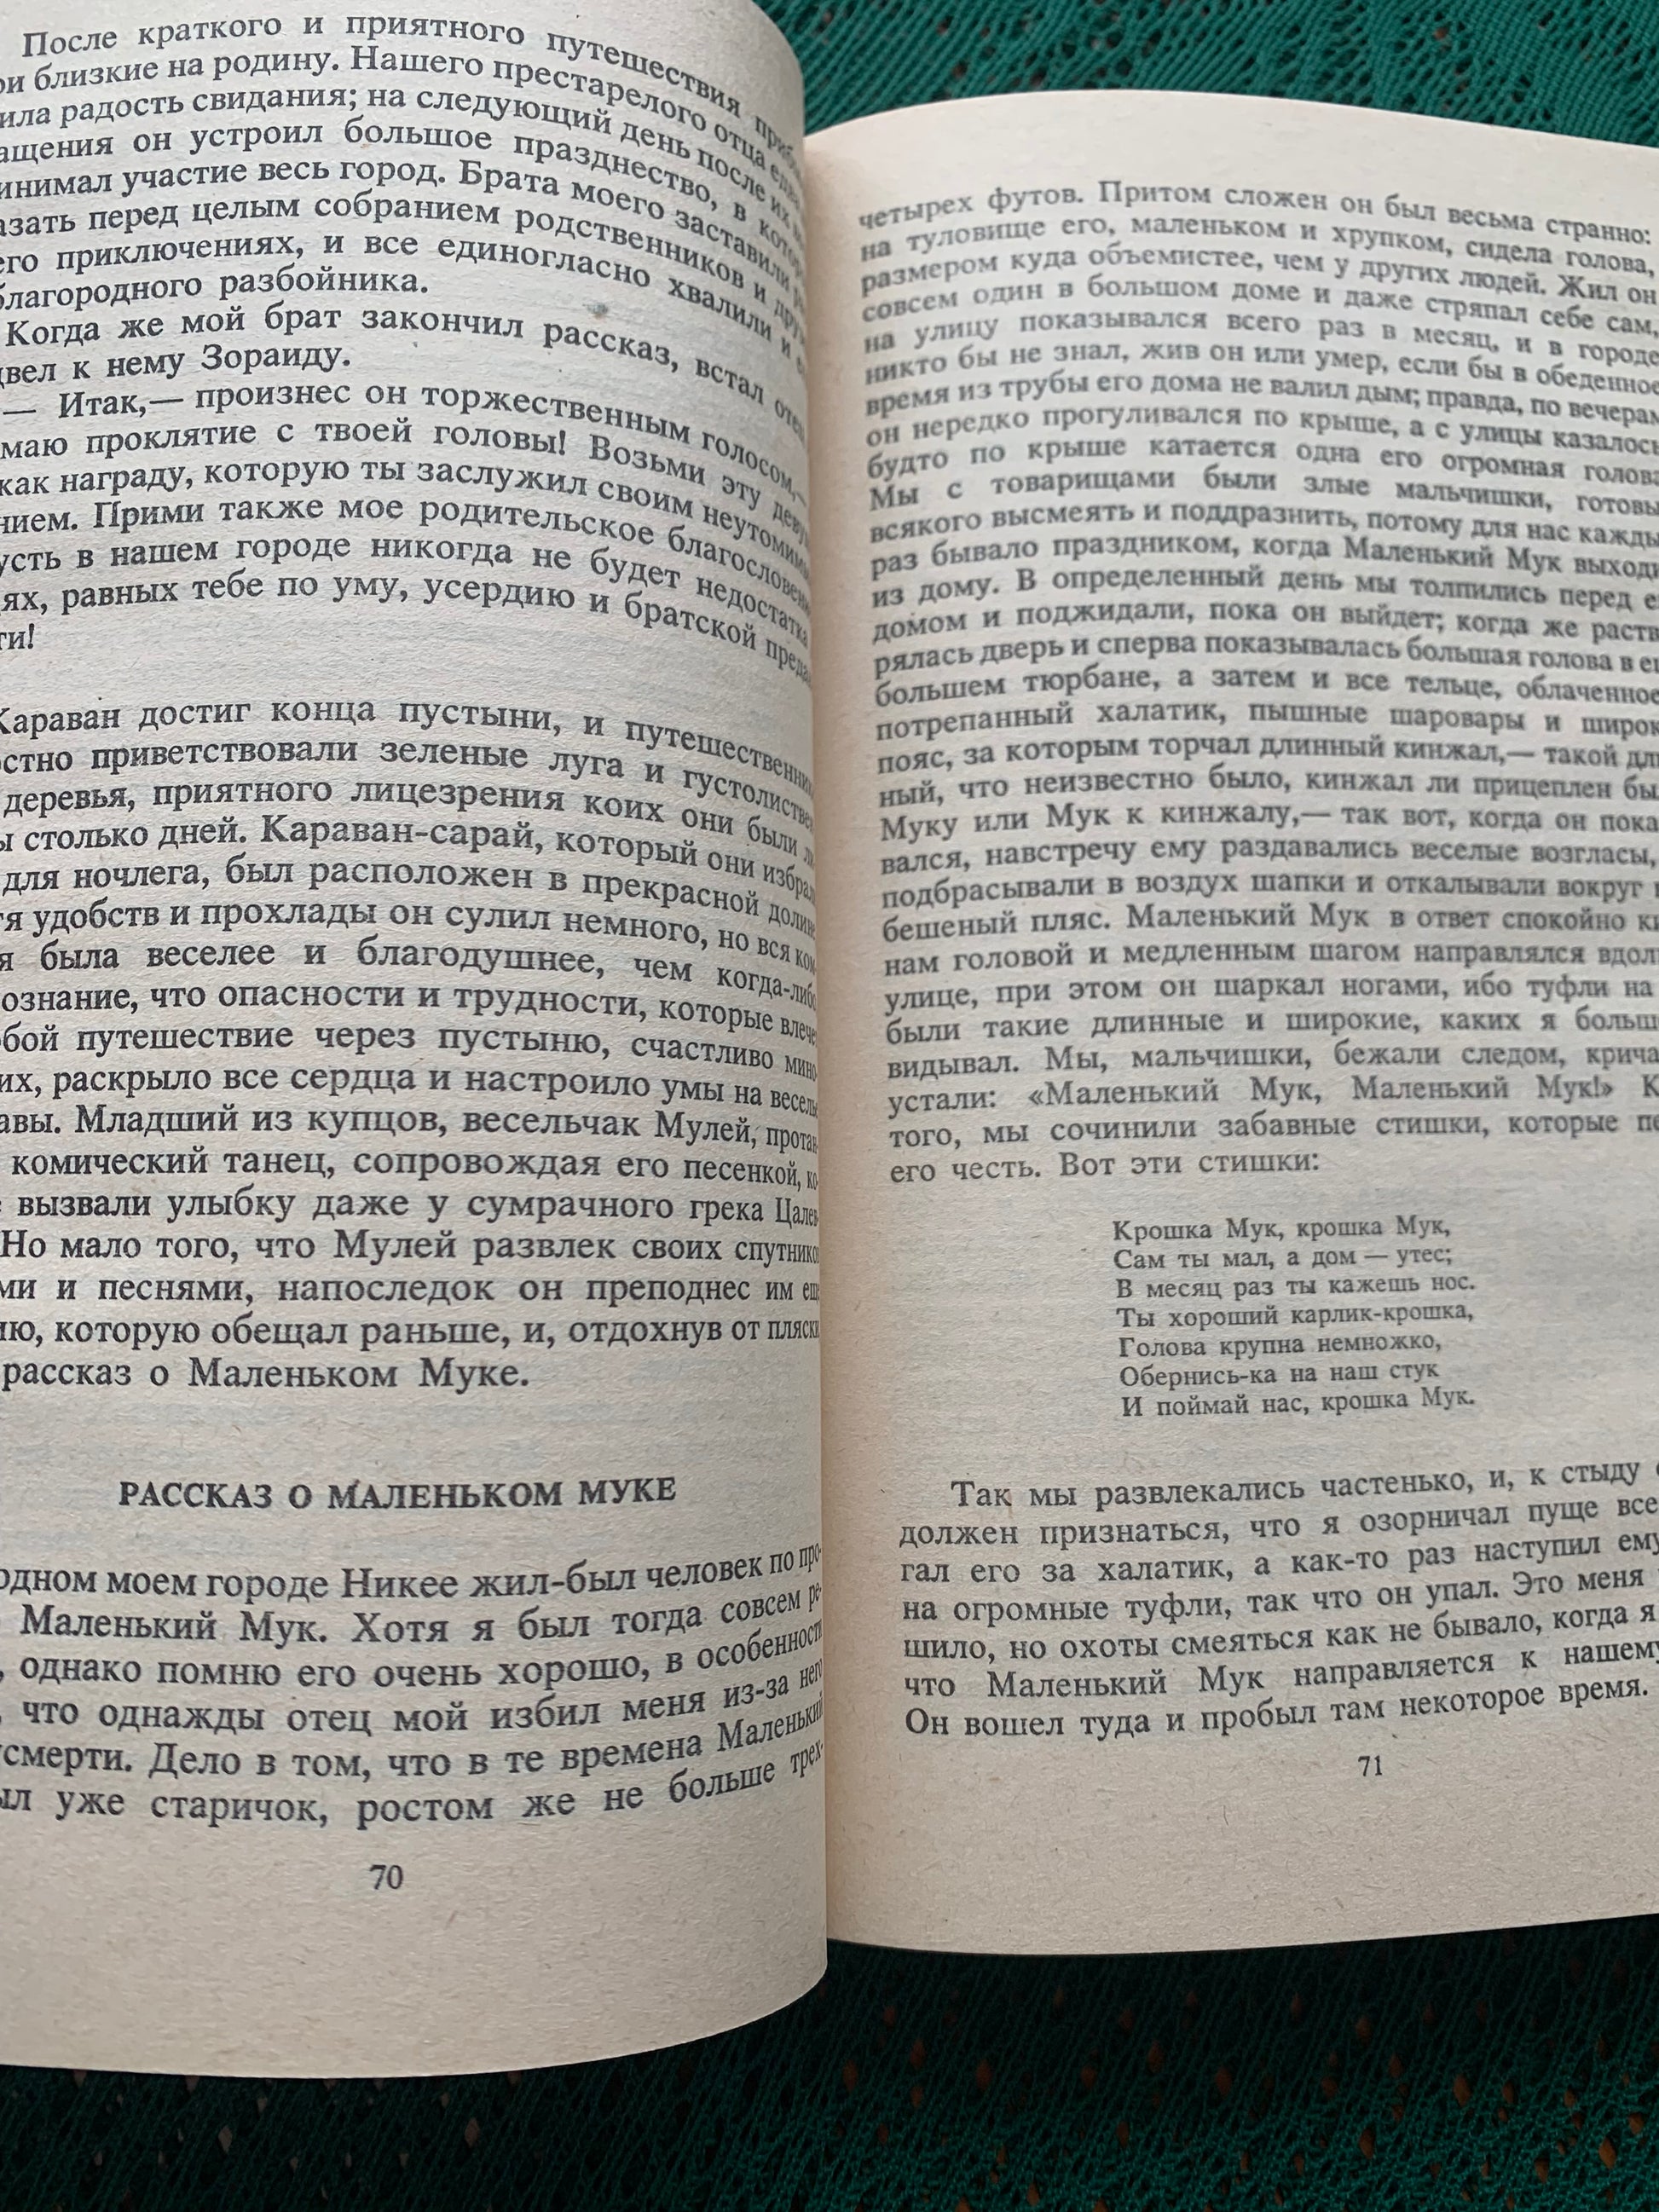 После краткого и приятного путешествия
близкие на родину. Нашего престарелого отца
радость свидания; на следующий день после их
он устроил большое празднество, в
участие весь город. Брата моего заставили
перед целым собранием родственников и
приключениях, и все единогласно хвалили и
благородного разбойника.
Когда же мой брат закончил рассказ, встал
к нему Зораиду.
— Итак,— произнес он торжественным голосом,—
проклятие с твоей головы! Возьми эту
как награду, которую ты заслужил своим
Прими также мое родительское
в нашем городе никогда не будет недостатка
равных тебе по уму, усердию и братской
Караван достиг конца пустыни, и
приветствовали зеленые луга и
деревья, приятного лицезрения коих они были
столько дней. Караван-сарай, который они
для ночлега, был расположен в прекрасной
удобств и прохлады он сулил немного, но вся
была веселее и благодушнее, чем когда-либо
что опасности и трудности, которые
путешествие через пустыню, счастливо
раскрыло все сердца и настроило умы на
Младший из купцов, весельчак Мулей,
комический танец, сопровождая его песенкой, ко-
вызвали улыбку даже у сумрачного грека
Но мало того, что Мулей развлек своих
и песнями, напоследок он преподнес им
которую обещал раньше, и, отдохнув от пляски
рассказ о Маленьком Муке.
РАССКАЗ О МАЛЕНЬКОМ МУКЕ
моем городе Никее жил-был человек по про-
Маленький Мук. Хотя я был тогда совсем ре-
однако помню его очень хорошо, в особенности
что однажды отец мой избил меня из-за него
Дело в том, что в те времена Маленький
уже старичок, ростом же не больше трех-
70
четырех футов. Притом сложен он был весьма странно:
на туловище его, маленьком и хрупком, сидела голова,
размером куда объемистее, чем у других людей. Жил он
совсем один в большом доме и даже стряпал себе сам,
на улицу показывался всего раз в месяц, и в городе
никто бы не знал, жив он или умер, если бы в обеденное
время из трубы его дома не валил дым; правда, по вечерам
он нередко прогуливался по крыше, а с улицы казалось
будто по крыше катается одна его огромная голова
Мы с товарищами были злые мальчишки,
всякого высмеять и поддразнить, потому для нас
раз бывало праздником, когда Маленький Мук
из дому. В определенный день мы толпились перед
домом и поджидали, пока он выйдет; когда же раство-
рялась дверь и сперва показывалась большая голова в
большем тюрбане, а затем и все тельце, облаченное
потрепанный халатик, пышные шаровары и
пояс, за которым торчал длинный кинжал,— такой
ный, что неизвестно было, кинжал ли прицеплен
Муку или Мук к кинжалу,— так вот, когда он
вался, навстречу ему раздавались веселые возгласы,
подбрасывали в воздух шапки и откалывали вокруг
бешеный пляс. Маленький Мук в ответ спокойно
нам головой и медленным шагом направлялся
улице, при этом он шаркал ногами, ибо туфли на
были такие длинные и широкие, каких я
видывал. Мы, мальчишки, бежали следом,
устали: «Маленький Мук, Маленький Мук!»
того, мы сочинили забавные стишки, которые
его честь. Вот эти стишки:
Крошка Мук, крошка Мук,
Сам ты мал, а дом — утес;
В месяц раз ты кажешь нос.
Ты хороший карлик-крошка,
Голова крупна немножко,
Обернись-ка на наш стук
И поймай нас, крошка Мук.
Так мы развлекались частенько, и, к стыду
должен признаться, что я озорничал пуще
гал его за халатик, а как-то раз наступил ему
на огромные туфли, так что он упал. Это меня
шило, но охоты смеяться как не бывало, когда я
что Маленький Мук направляется к нашему
Он вошел туда и пробыл там некоторое время.
71